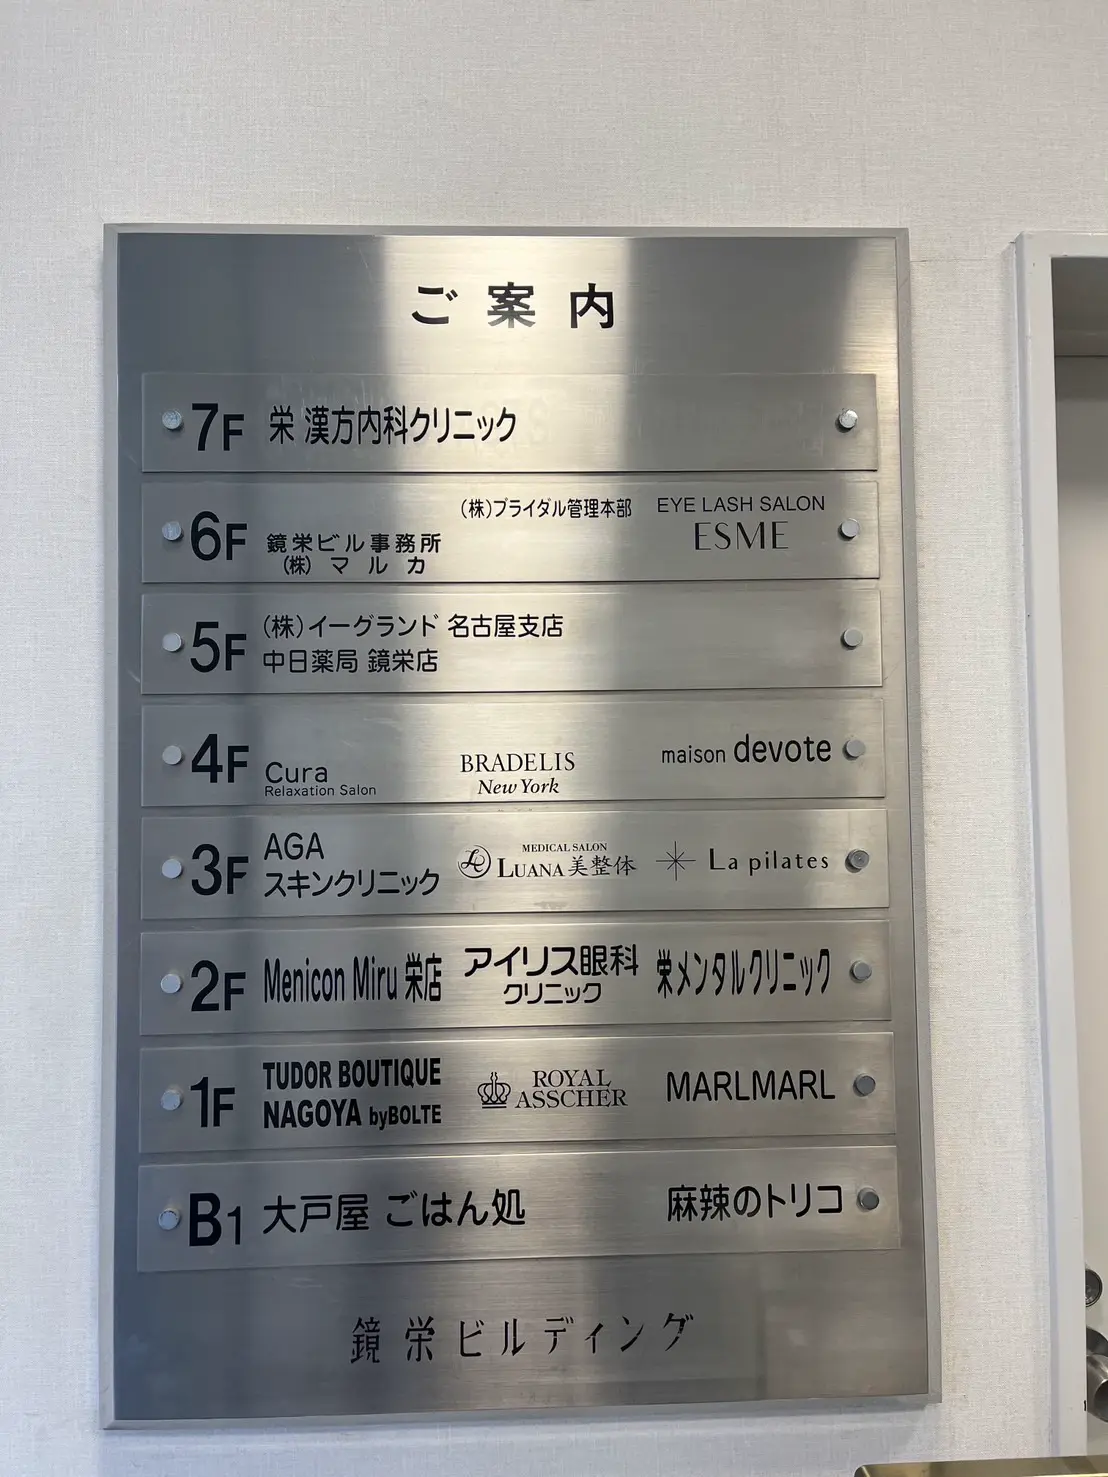 ご案内
7F 栄 漢方内科クリニック
6F 鏡栄ビル事務所 (株)マルカ
(株)ブライダル管理本部
EYE LASH SALON
ESME
5F (株)イーグランド 名古屋支店
中日薬局 鏡栄店
4F Cura
Relaxation Salon
BRADELIS
New York
maison devote
3F AGA
スキンクリニック
MEDICAL SALON
LUANA 美整体
La pilates
2F Menicon Miru 栄店
アイリス眼科
クリニック
栄メンタルクリニック
1F TUDOR BOUTIQUE
NAGOYA byBOLTE
ROYAL
ASSCHER
MARLMARL
B1 大戸屋 ごはん処
麻辣のトリコ
鏡栄ビルディング